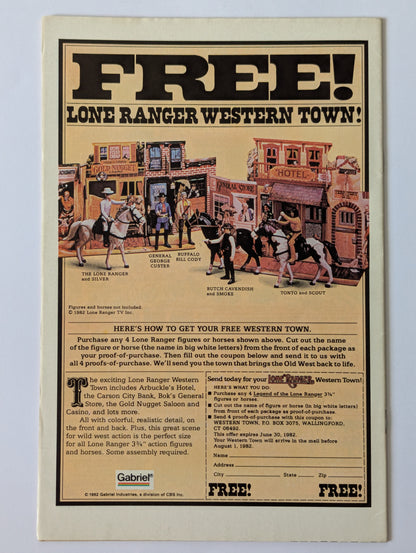 FREE!
LONE RANGER WESTERN TOWN!
GOLD NUGGET
GENERAL STORE
HOTEL
THE LONE RANGER
and SILVER
GENERAL
GEORGE
CUSTER
BUFFALO
BILL CODY
BUTCH CAVENDISH
and SMOKE
TONTO and SCOUT
Figures and horses not included.
© 1982 Lone Ranger TV Inc.
HERE'S HOW TO GET YOUR FREE WESTERN TOWN.
Purchase any 4 Lone Ranger figures or horses shown above. Cut out the name
of the figure or horse (the name in big white letters) from the front of each package as
your proof-of-purchase. Then fill out the coupon below and send it to us with
all 4 proofs-of-purchase. We'll send you the town that brings the Old West back to life.
The exciting Lone Ranger Western
Town includes Arbuckle's Hotel,
the Carson City Bank, Bok's General
Store, the Gold Nugget Saloon and
Casino, and lots more.
All with colorful, realistic detail, on
the front and back. Plus, this great scene
for wild west action is the perfect size
for all Lone Ranger 3¾" action figures
and horses. Some assembly required.
Gabriel®
© 1982 Gabriel Industries, a division of CBS Inc.
Send today for your LONE RANGER Western Town!
HERE'S WHAT YOU DO.
■ Purchase any 4 Legend of the Lone Ranger 3¾"
figures or horses.
■ Cut out the name of figure or horse (in big white letters)
from front of each package as proof-of-purchase.
■ Send 4 proofs-of-purchase with this coupon to:
WESTERN TOWN, P.O. BOX 3075, WALLINGFORD,
CT 06492.
This offer expires June 30, 1982.
Your Western Town will arrive in the mail before
August 1, 1982.
Name
Address
City State Zip
FREE! FREE!